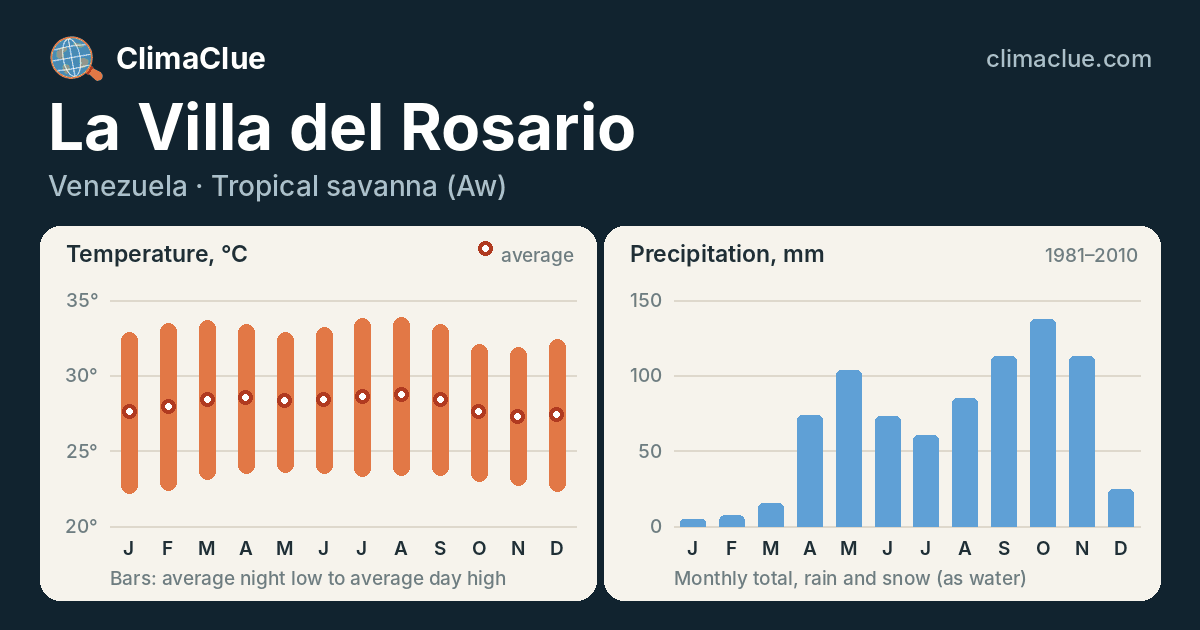 ClimaClue
climaclue.com
La Villa del Rosario
Venezuela · Tropical savanna (Aw)
Temperature, °C
average
35°
30°
25°
20°
J F M A M J J A S O N D
Bars: average night low to average day high
Precipitation, mm
1981–2010
150
100
50
0
J F M A M J J A S O N D
Monthly total, rain and snow (as water)